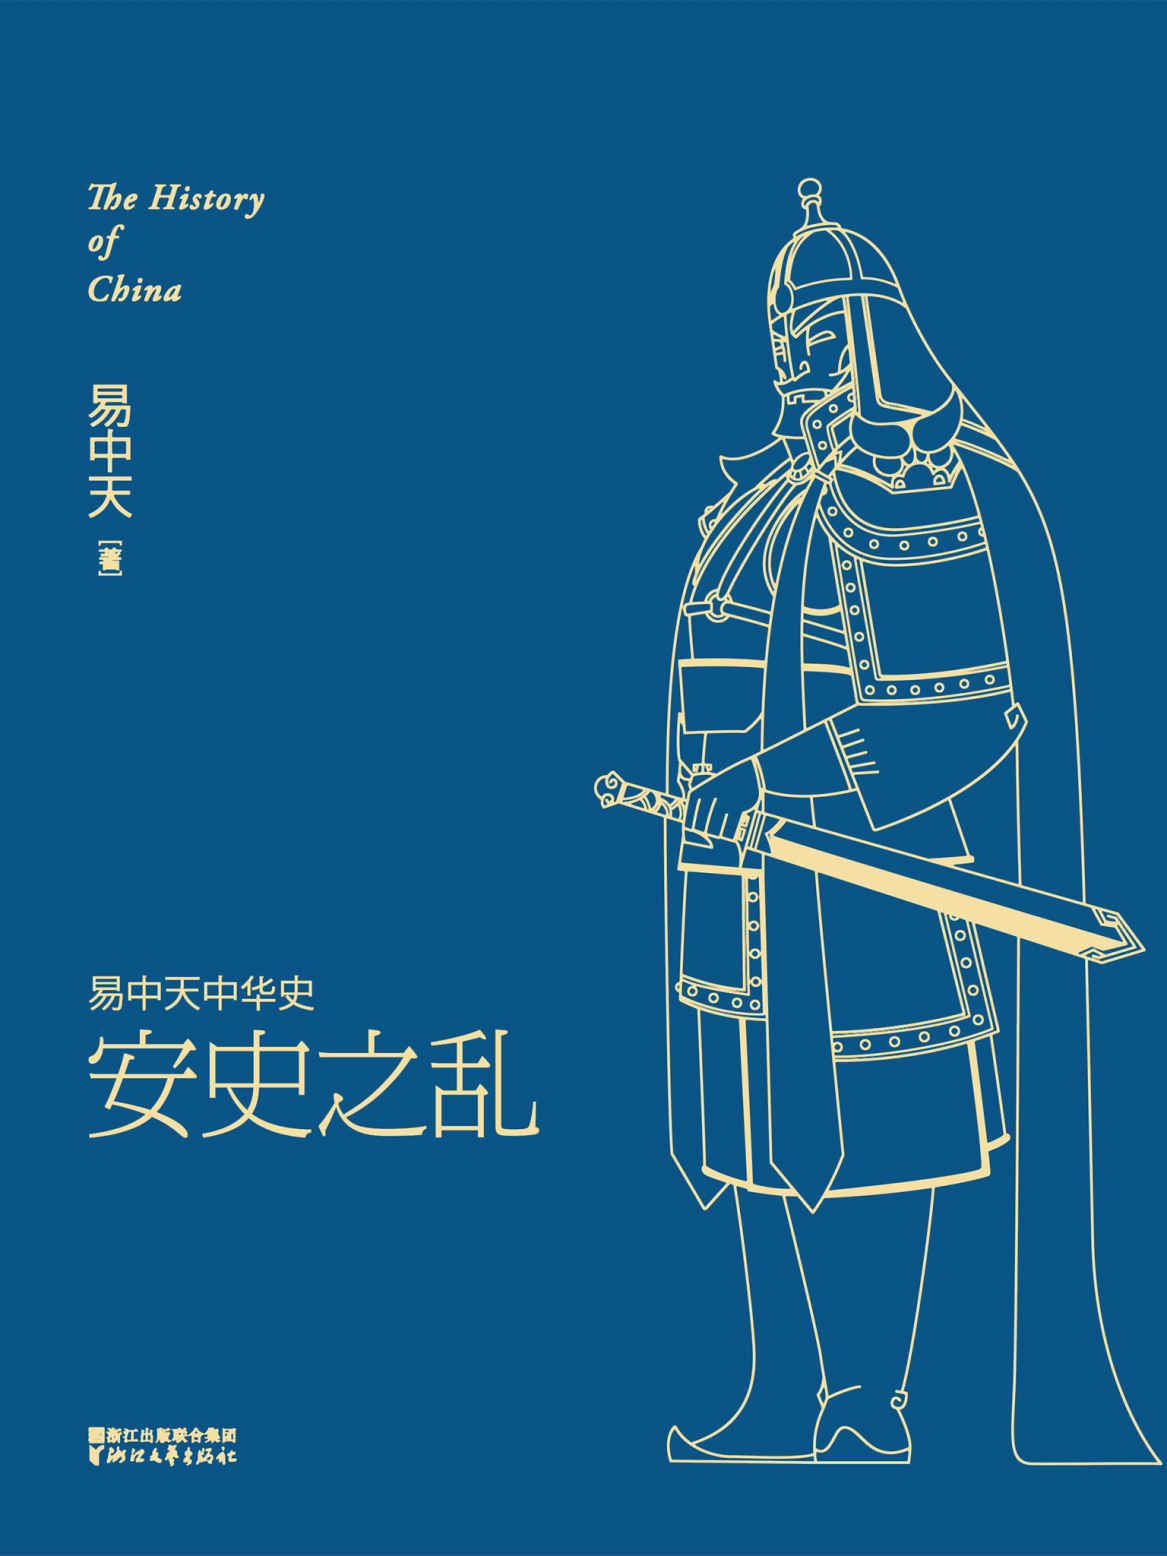 The History
of
China
易中天
[著]
易中天中华史
安史之乱
浙江出版联合集团
浙江文艺出版社